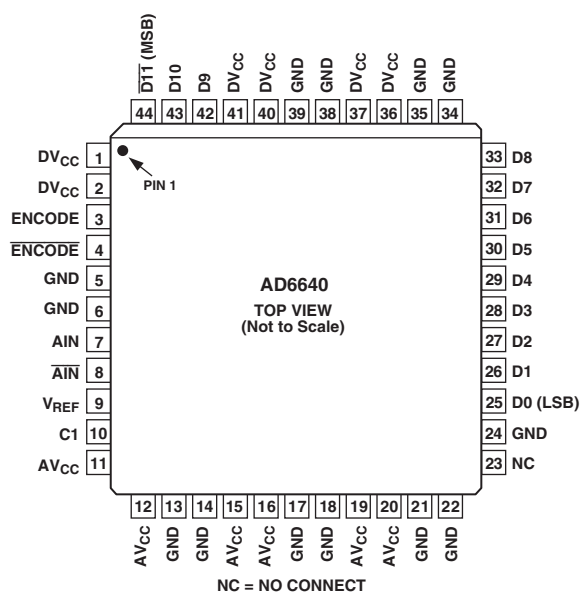 D̅1̅1̅ (MSB) D10 D9 DVCC DVCC GND GND DVCC DVCC GND GND
44 43 42 41 40 39 38 37 36 35 34
DVCC 1
DVCC 2
ENCODE 3
E̅N̅C̅O̅D̅E̅ 4
GND 5
GND 6
AIN 7
A̅I̅N̅ 8
VREF 9
C1 10
AVCC 11
PIN 1
AD6640
TOP VIEW
(Not to Scale)
33 D8
32 D7
31 D6
30 D5
29 D4
28 D3
27 D2
26 D1
25 D0 (LSB)
24 GND
23 NC
12 13 14 15 16 17 18 19 20 21 22
AVCC GND GND AVCC AVCC GND GND AVCC AVCC GND GND
NC = NO CONNECT